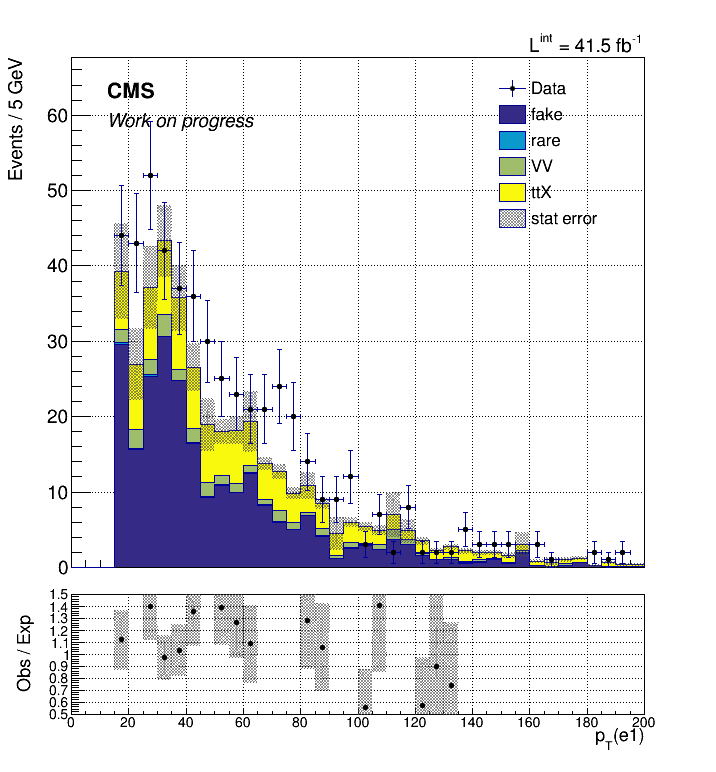 L^int = 41.5 fb^-1
Events / 5 GeV
CMS
Work on progress
Data
fake
rare
VV
ttX
stat error
60
50
40
30
20
10
0
Obs / Exp
1.5
1.4
1.3
1.2
1.1
1
0.9
0.8
0.7
0.6
0.5
0 20 40 60 80 100 120 140 160 180 200
p_T(e1)